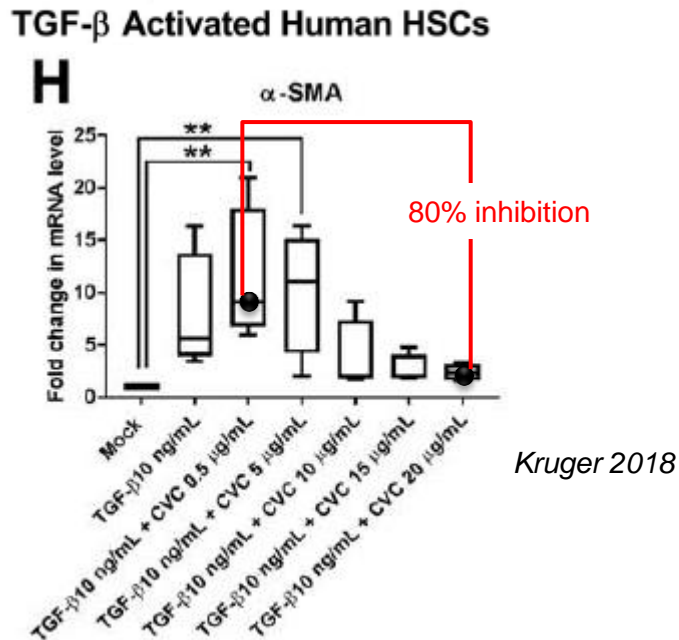 TGF-β Activated Human HSCs
H
α-SMA
Fold change in mRNA level
25
20
15
10
5
0
**
**
80% inhibition
Mock
TGF-β10 ng/mL
TGF-β10 ng/mL + CVC 0.5 μg/mL
TGF-β10 ng/mL + CVC 5 μg/mL
TGF-β10 ng/mL + CVC 10 μg/mL
TGF-β10 ng/mL + CVC 15 μg/mL
TGF-β10 ng/mL + CVC 20 μg/mL
Kruger 2018